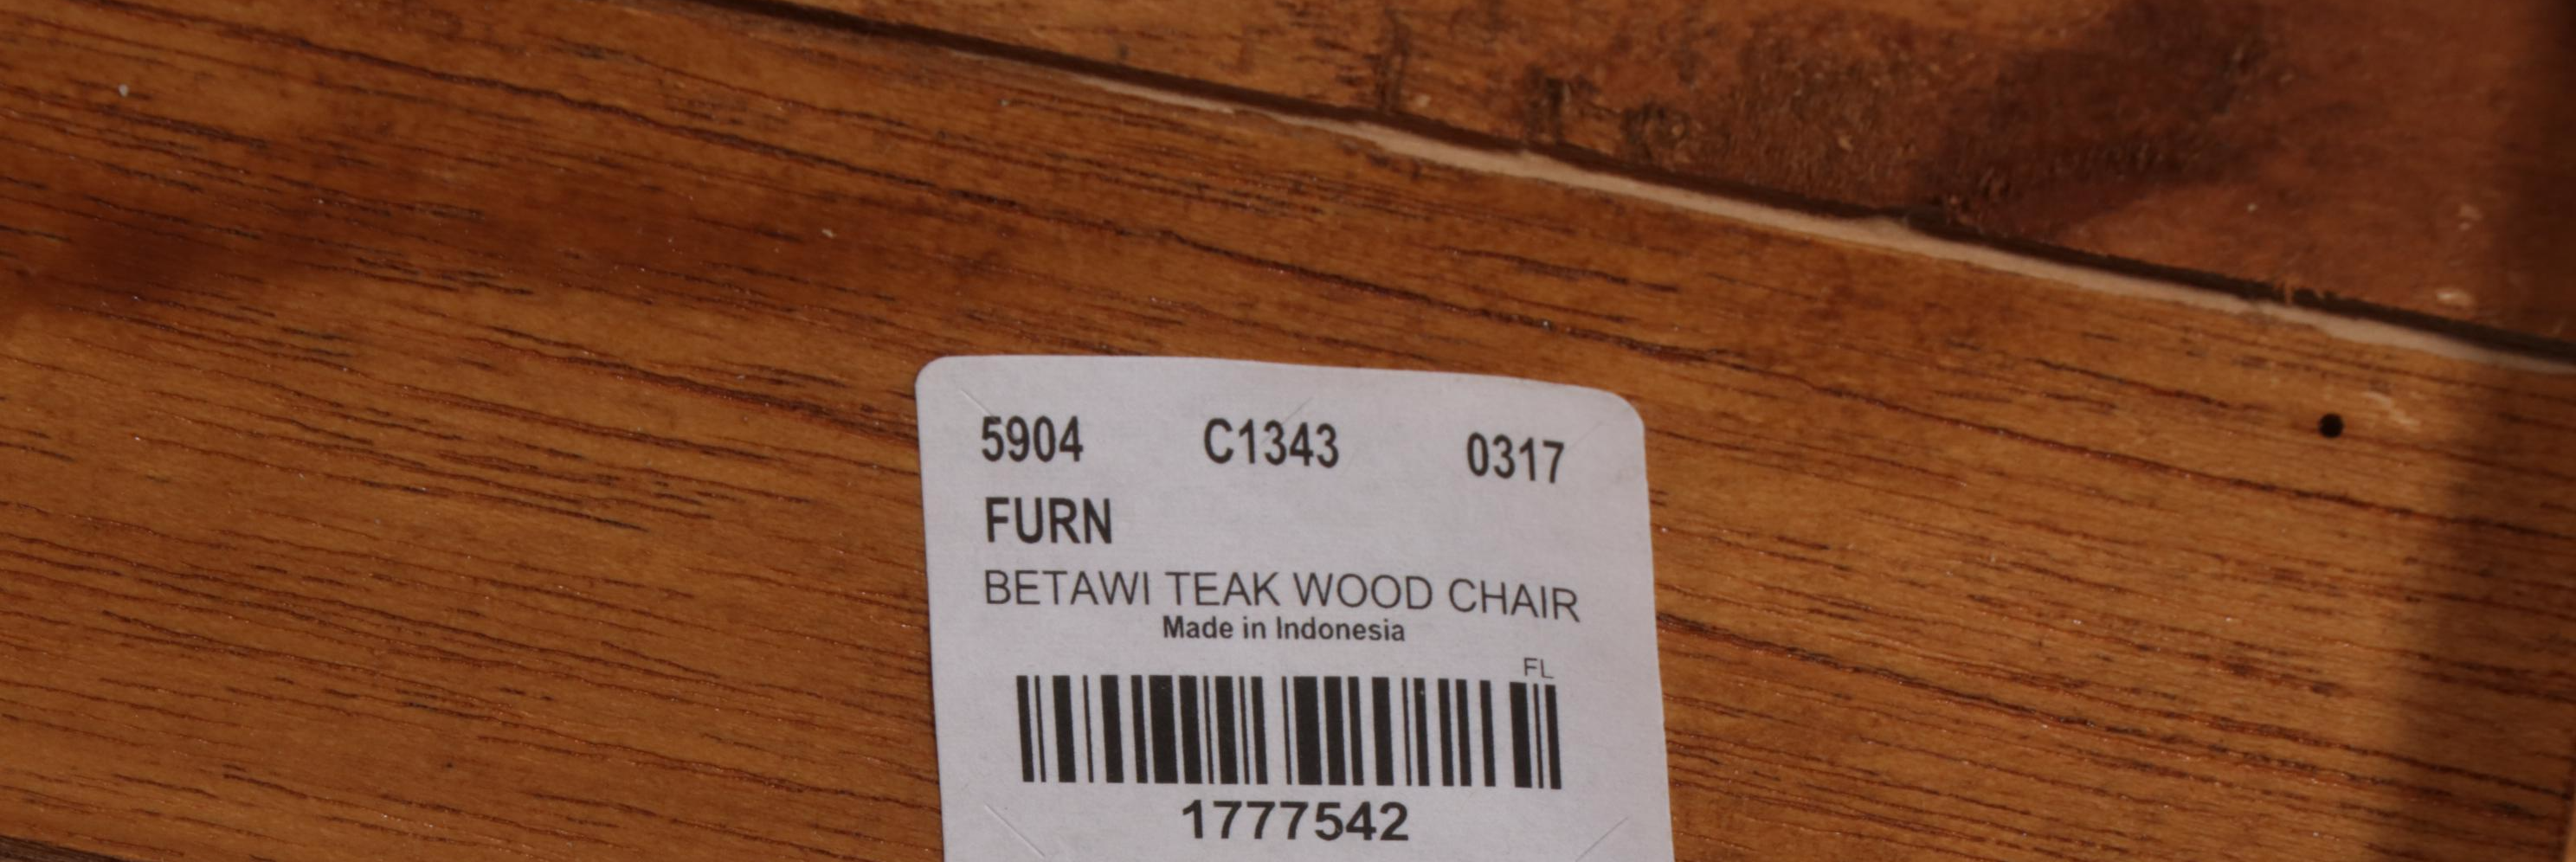 5904 C1343 0317
FURN
BETAWI TEAK WOOD CHAIR
Made in Indonesia
FL
1777542